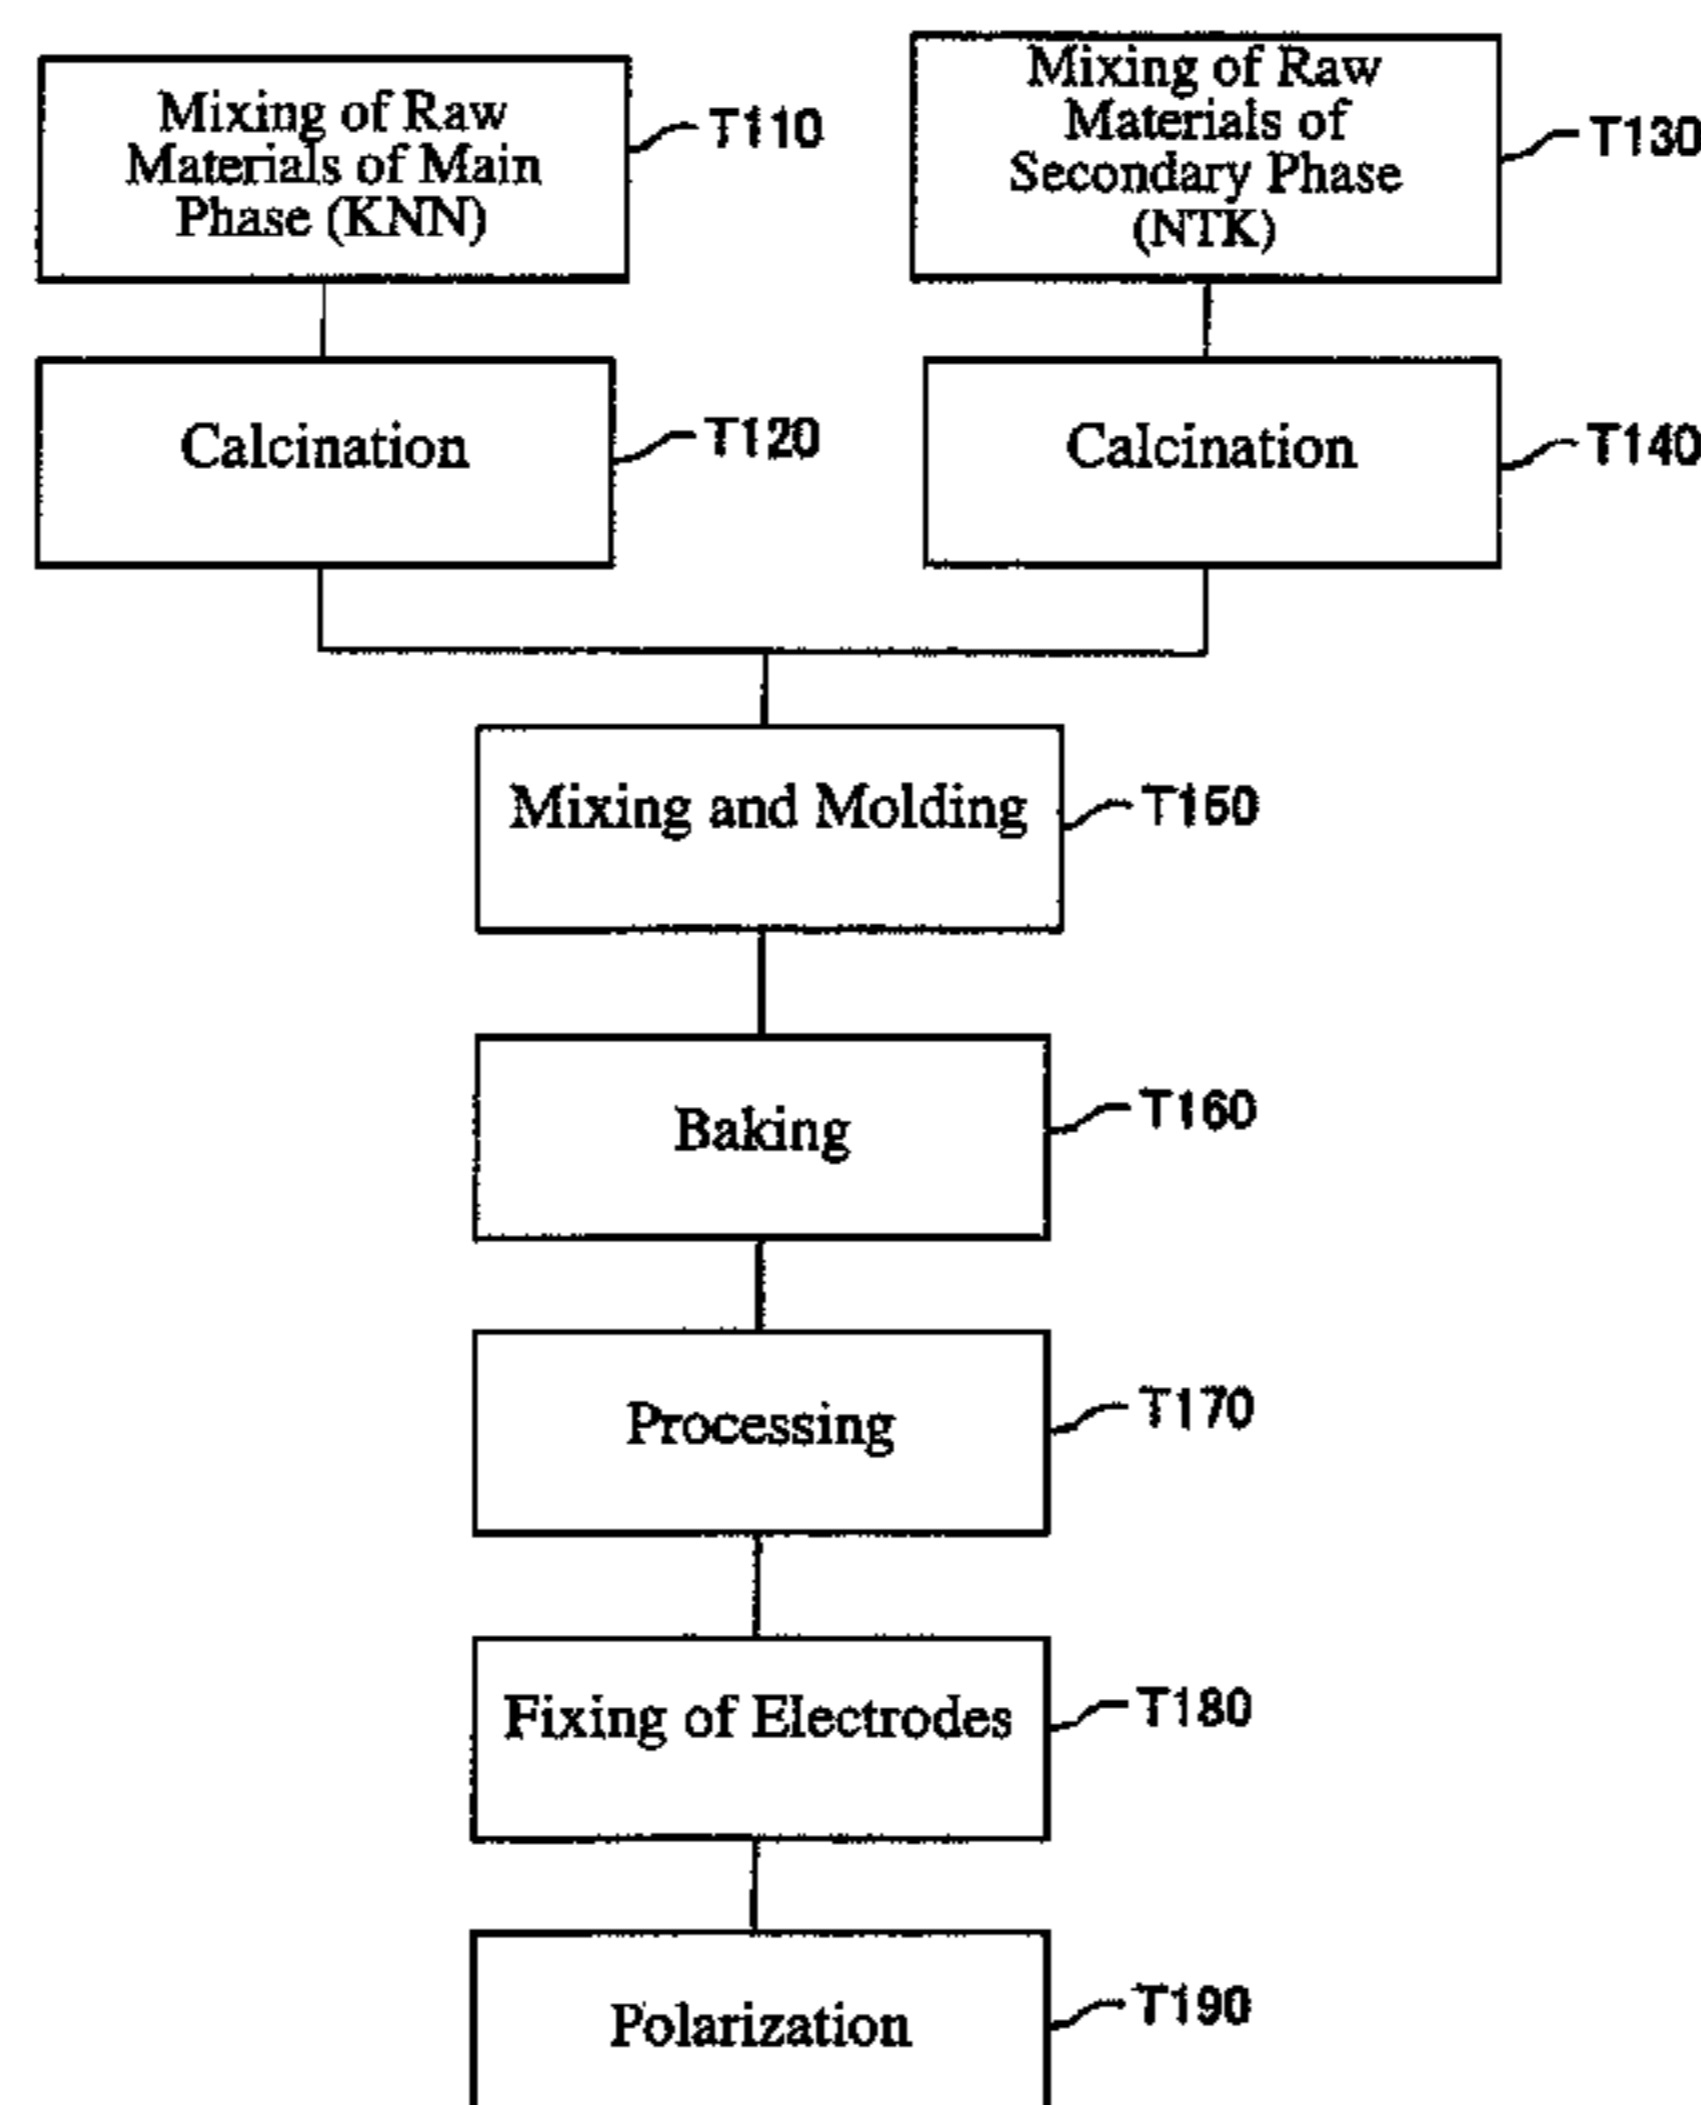 Mixing of Raw
Materials of Main
Phase (KNN)
T110
Mixing of Raw
Materials of
Secondary Phase
(NTK)
T130
Calcination
T120
Calcination
T140
Mixing and Molding
T150
Baking
T160
Processing
T170
Fixing of Electrodes
T180
Polarization
T190